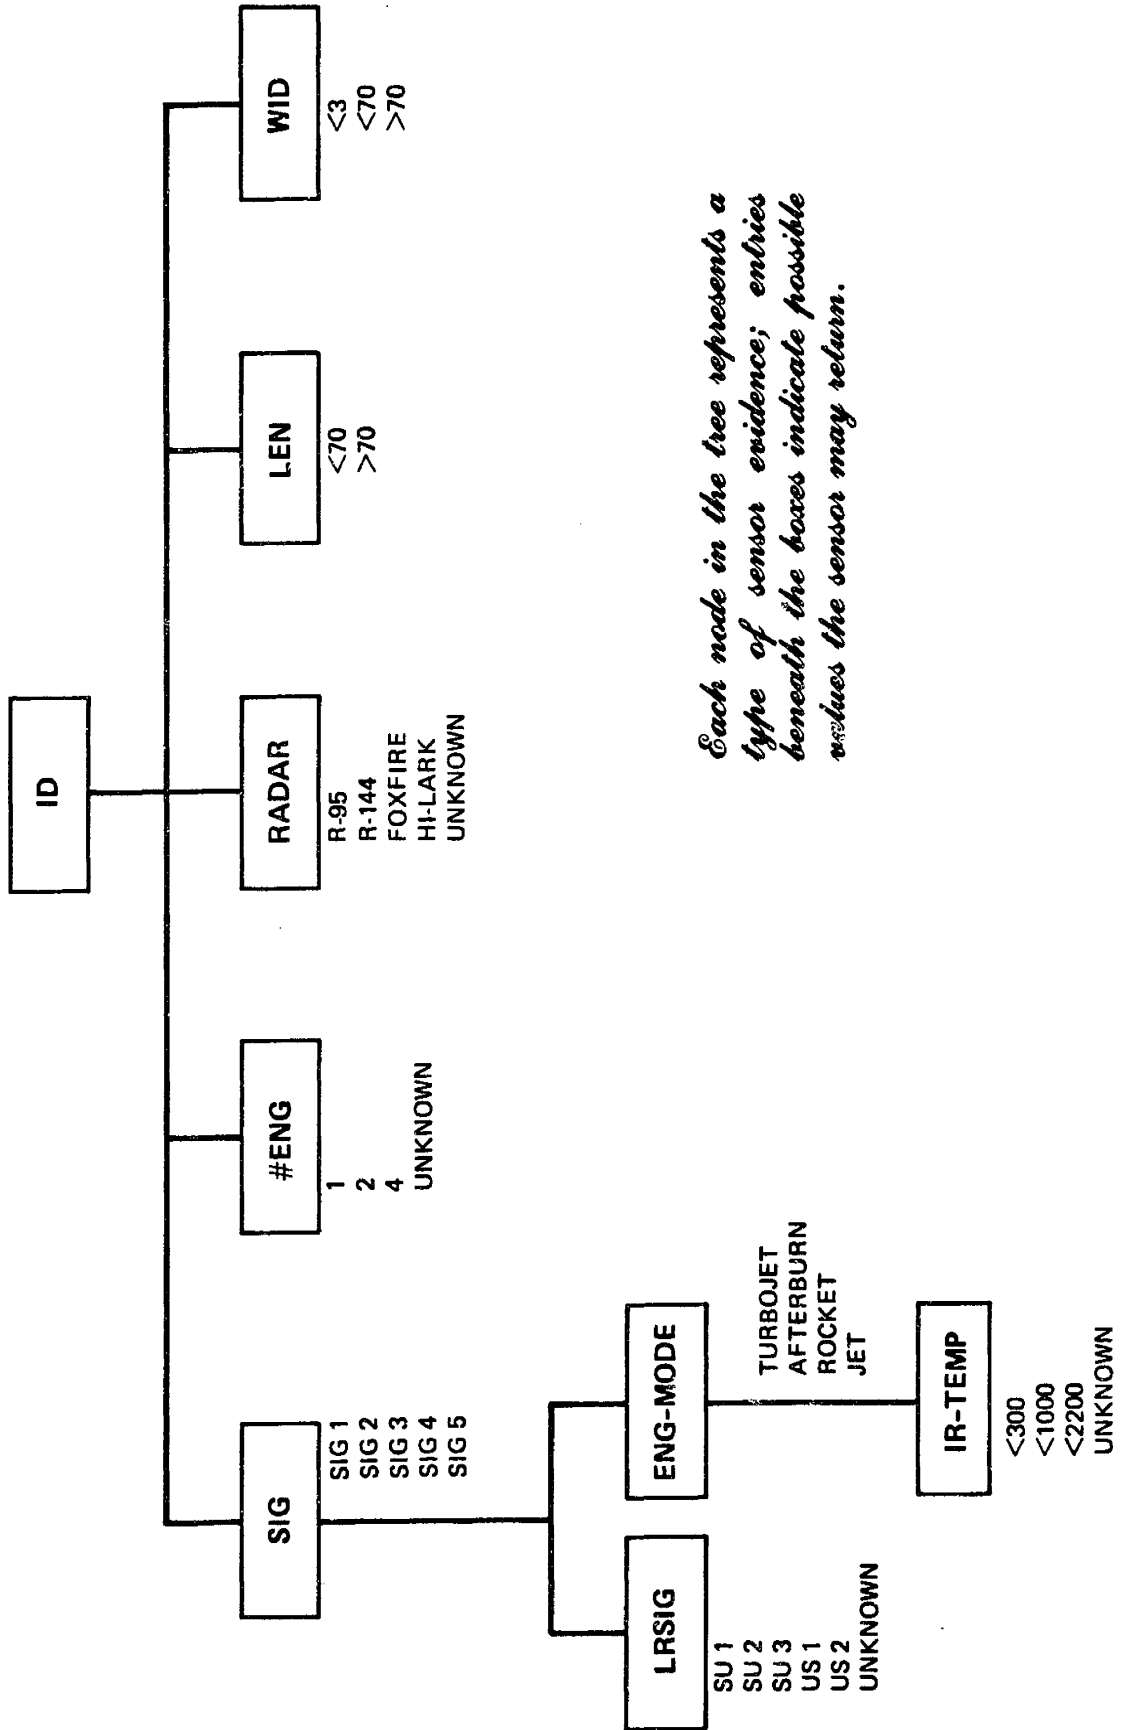 ID
SIG
SIG 1
SIG 2
SIG 3
SIG 4
SIG 5
#ENG
1
2
4
UNKNOWN
RADAR
R-95
R-144
FOXFIRE
HI-LARK
UNKNOWN
LEN
<70
>70
WID
<3
<70
>70
LRSIG
SU 1
SU 2
SU 3
US 1
US 2
UNKNOWN
ENG-MODE
TURBOJET
AFTERBURN
ROCKET
JET
IR-TEMP
<300
<1000
<2200
UNKNOWN
Each node in the tree represents a
type of sensor evidence; entries
beneath the boxes indicate possible
values the sensor may return.